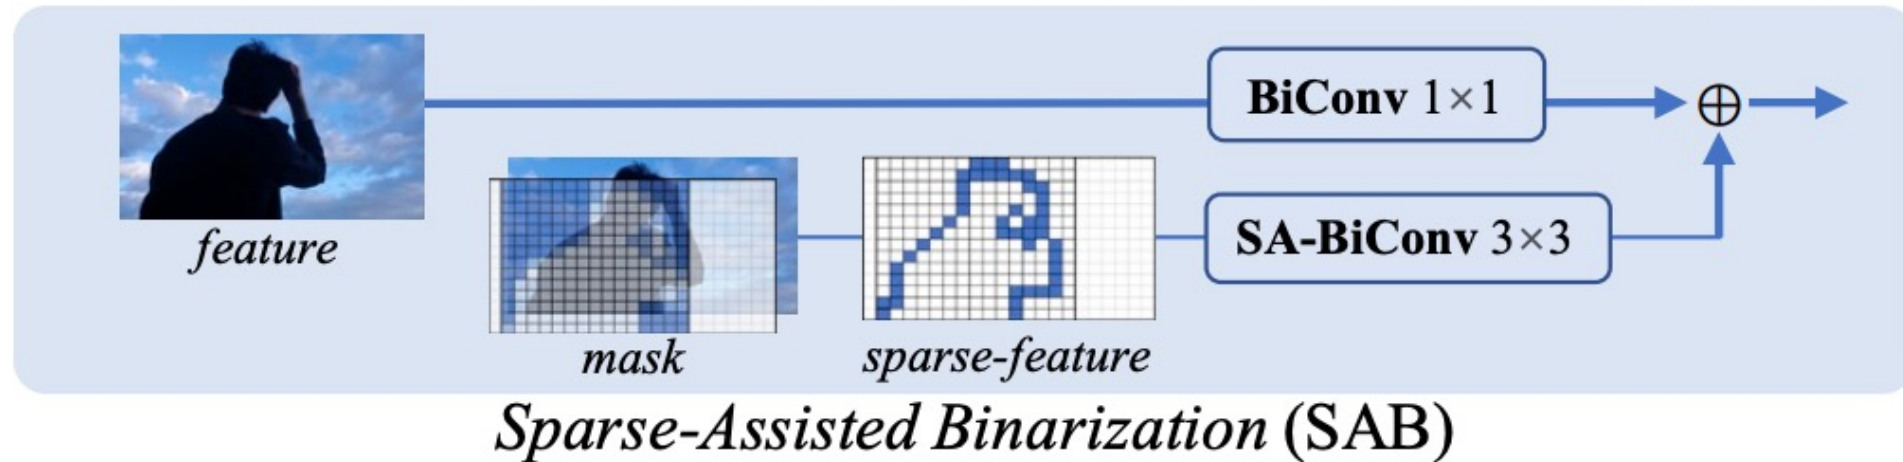 BiConv 1×1
⊕
feature
SA-BiConv 3×3
mask
sparse-feature
Sparse-Assisted Binarization (SAB)